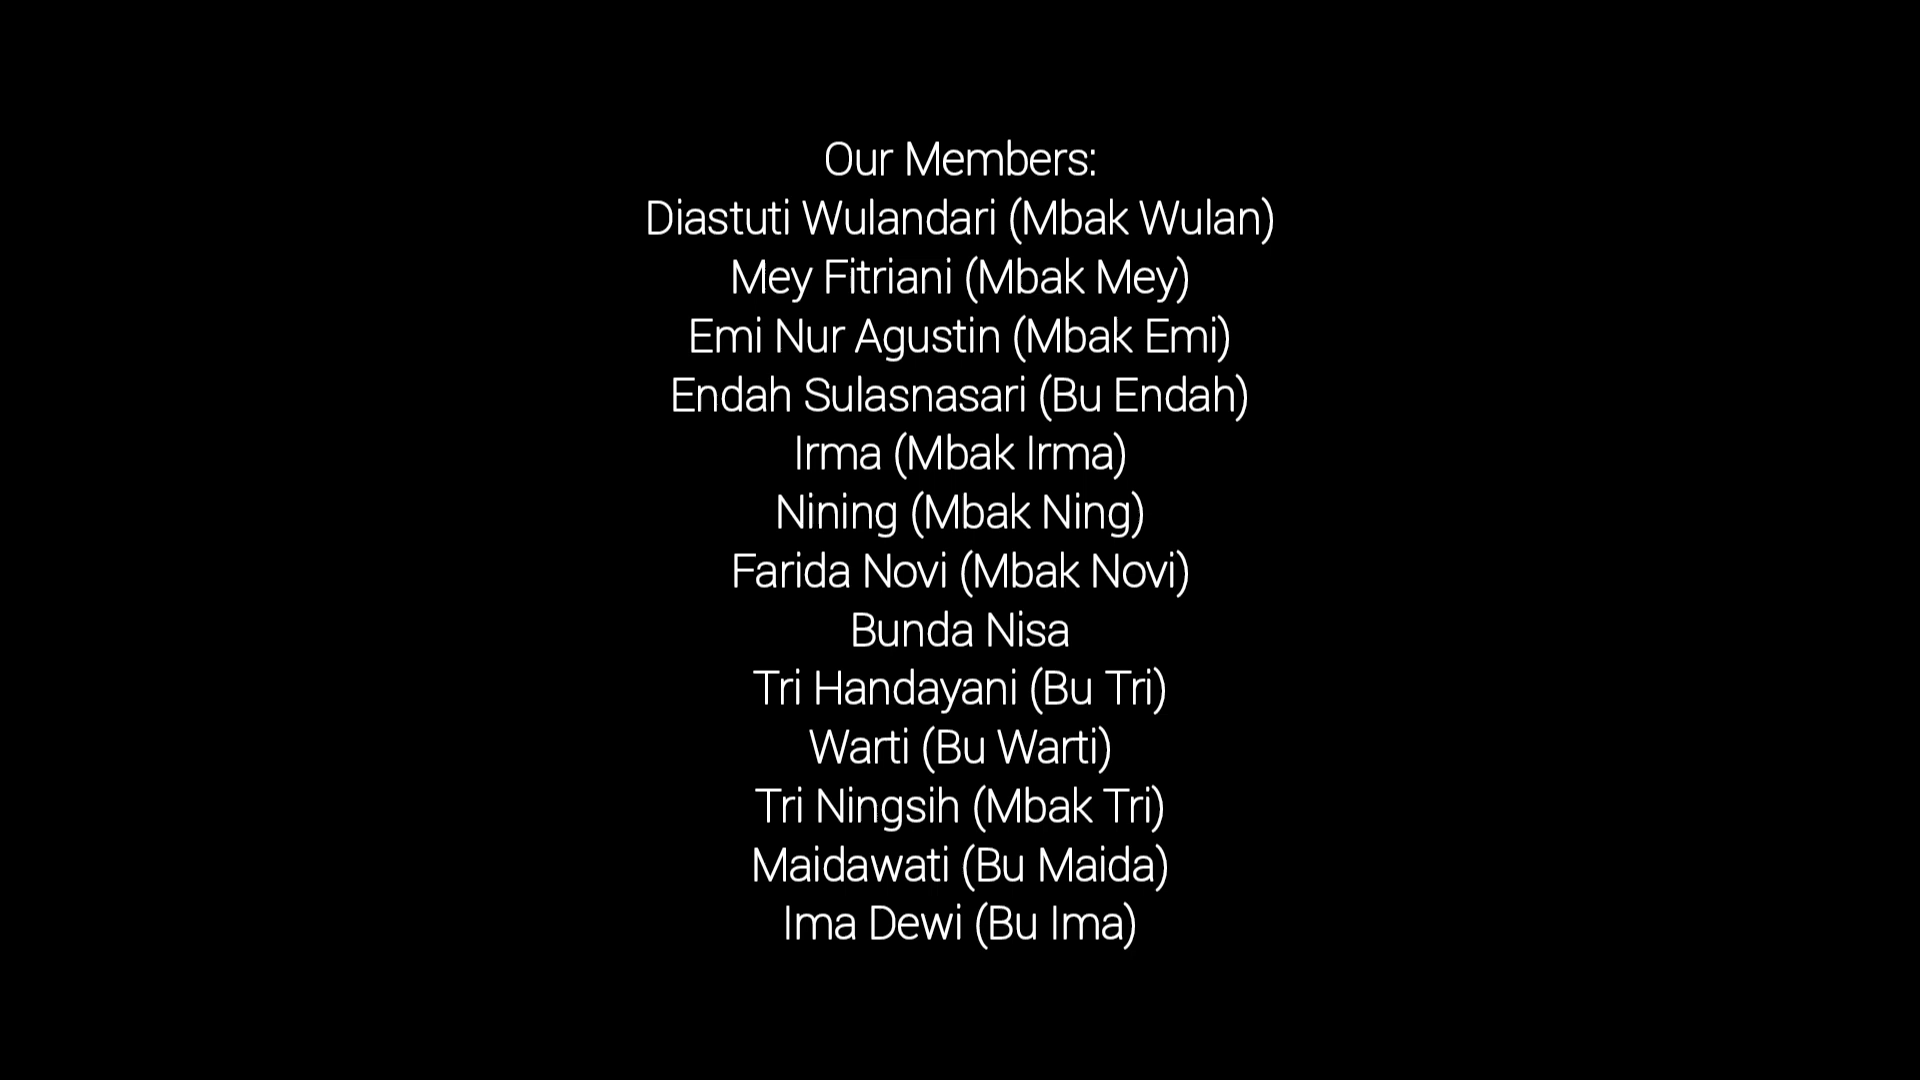 Our Members:
Diastuti Wulandari (Mbak Wulan)
Mey Fitriani (Mbak Mey)
Emi Nur Agustin (Mbak Emi)
Endah Sulasnasari (Bu Endah)
Irma (Mbak Irma)
Nining (Mbak Ning)
Farida Novi (Mbak Novi)
Bunda Nisa
Tri Handayani (Bu Tri)
Warti (Bu Warti)
Tri Ningsih (Mbak Tri)
Maidawati (Bu Maida)
Ima Dewi (Bu Ima)